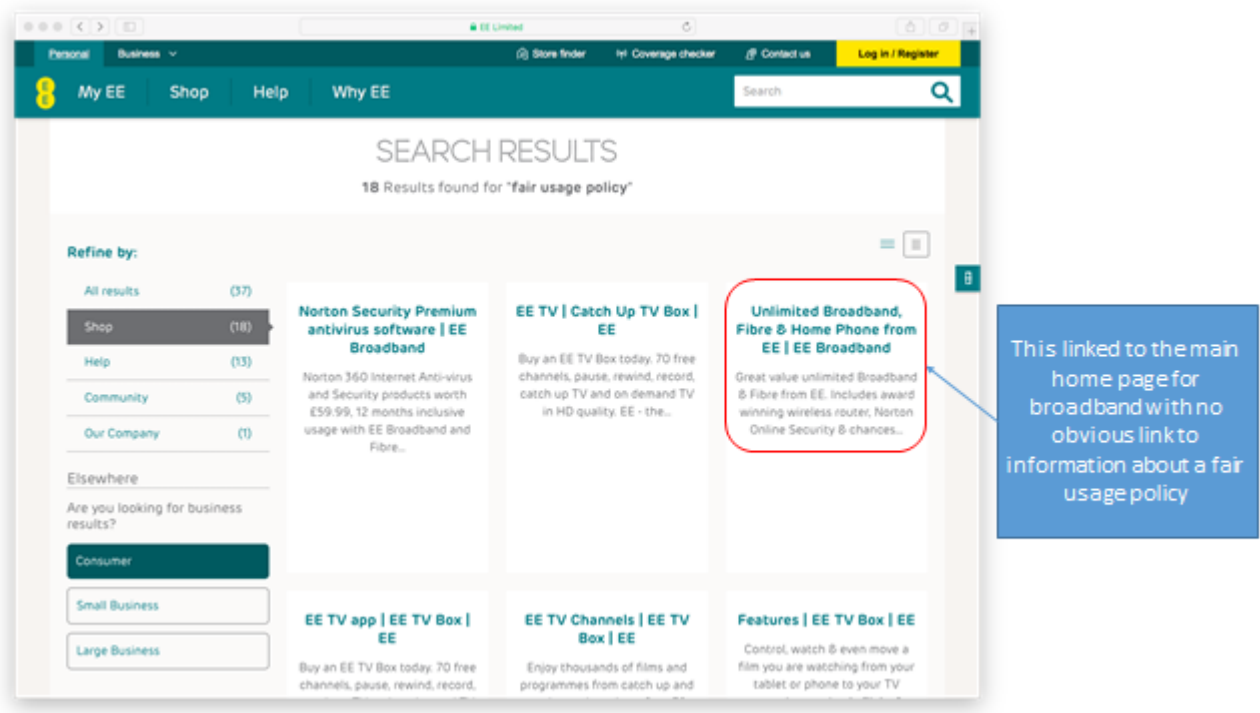 EE Limited
Personal
Business
Store finder
Coverage checker
Contact us
Log in / Register
EE
My EE
Shop
Help
Why EE
Search
SEARCH RESULTS
18 Results found for "fair usage policy"
Refine by:
All results (37)
Shop (18)
Help (13)
Community (5)
Our Company (1)
Elsewhere
Are you looking for business
results?
Consumer
Small Business
Large Business
Norton Security Premium
antivirus software | EE
Broadband
Norton 360 Internet Anti-virus
and Security products worth
£59.99, 12 months inclusive
usage with EE Broadband and
Fibre...
EE TV | Catch Up TV Box |
EE
Buy an EE TV Box today. 70 free
channels, pause, rewind, record,
catch up TV and on demand TV
in HD quality. EE - the...
Unlimited Broadband,
Fibre & Home Phone from
EE | EE Broadband
Great value unlimited Broadband
& Fibre from EE. Includes award
winning wireless router, Norton
Online Security & chances...
EE TV app | EE TV Box |
EE
Buy an EE TV Box today. 70 free
channels, pause, rewind, record,
EE TV Channels | EE TV
Box | EE
Enjoy thousands of films and
programmes from catch up and
Features | EE TV Box | EE
Control, watch & even move a
film you are watching from your
tablet or phone to your TV
This linked to the main
home page for
broadband with no
obvious link to
information about a fair
usage policy